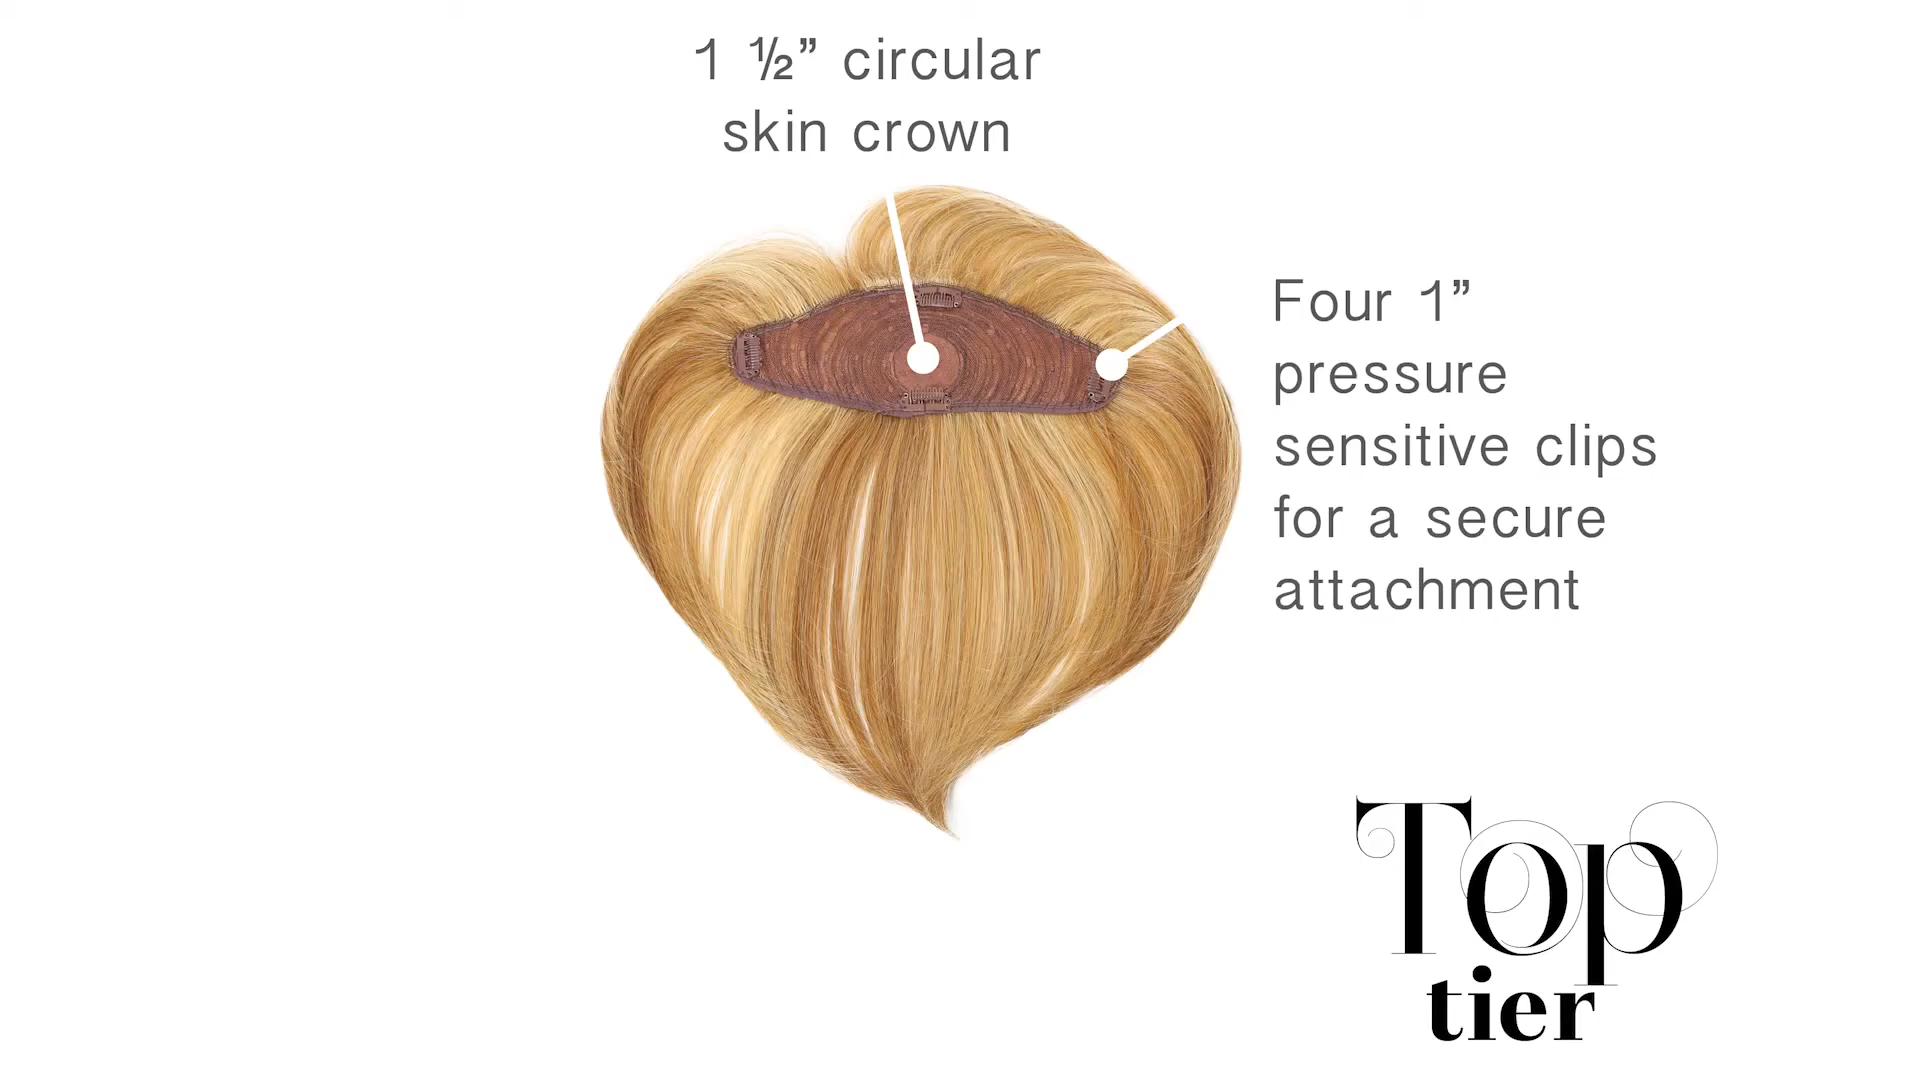 1 ½” circular
skin crown
Four 1”
pressure
sensitive clips
for a secure
attachment
Top
tier